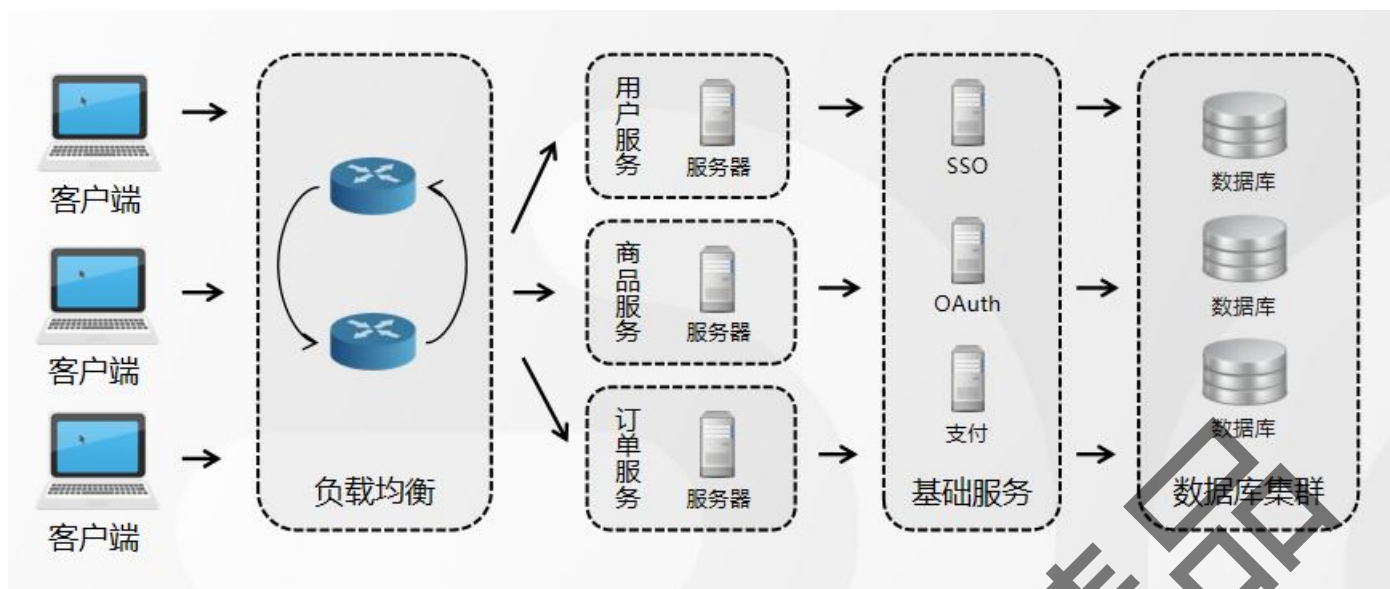 客户端
客户端
客户端
负载均衡
用户服务
服务器
商品服务
服务器
订单服务
服务器
SSO
OAuth
支付
基础服务
数据库
数据库
数据库
数据库集群
品